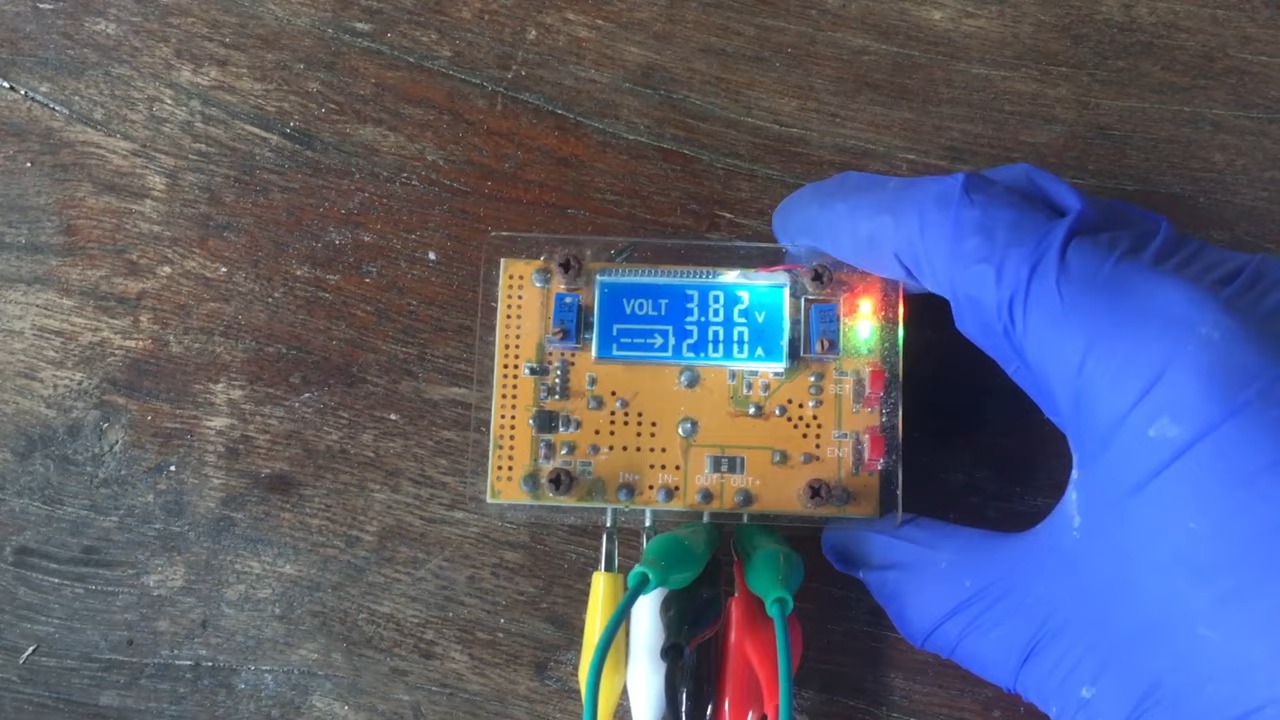 VOLT 3.82 V
2.00 A
SET
ENT
IN+ IN- OUT- OUT+